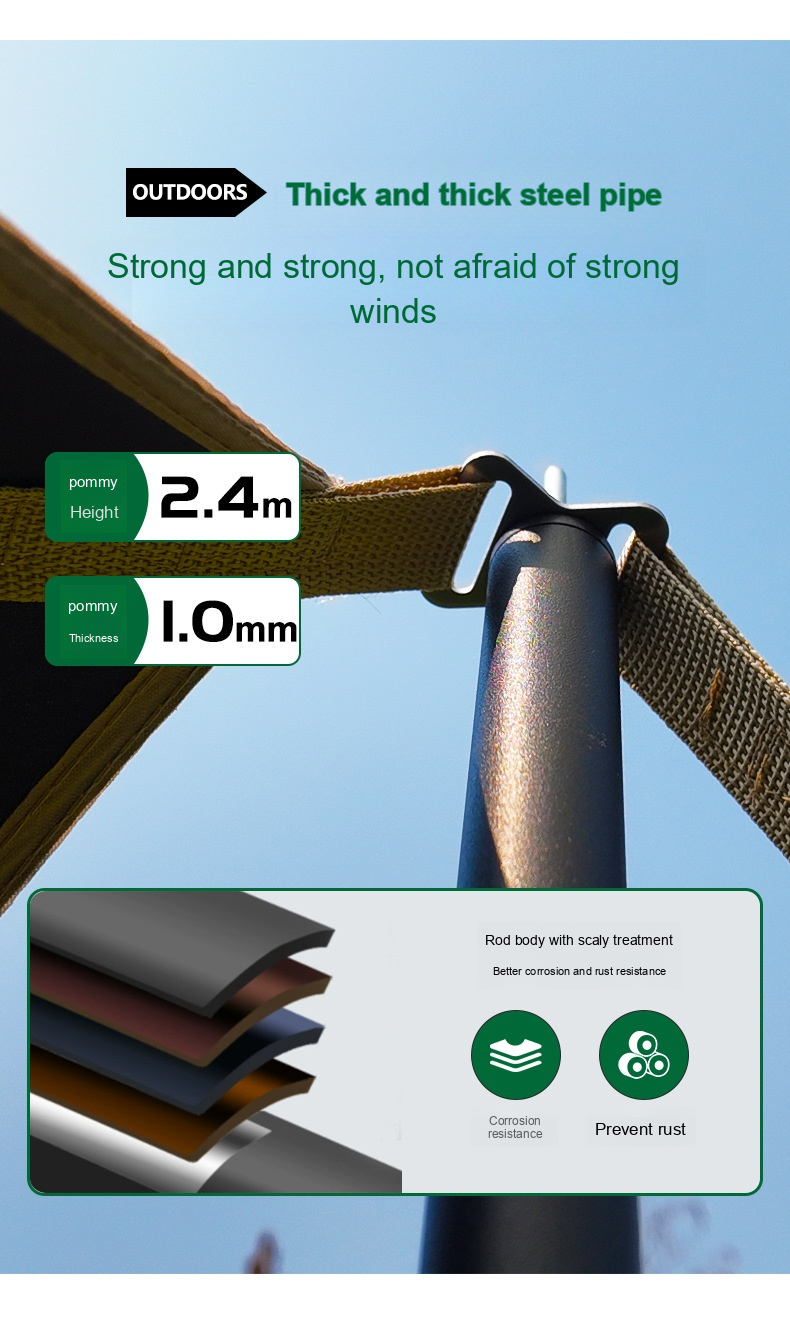 OUTDOORS
Thick and thick steel pipe
Strong and strong, not afraid of strong
winds
pommy
Height
2.4m
pommy
Thickness
1.0mm
Rod body with scaly treatment
Better corrosion and rust resistance
Corrosion
resistance
Prevent rust